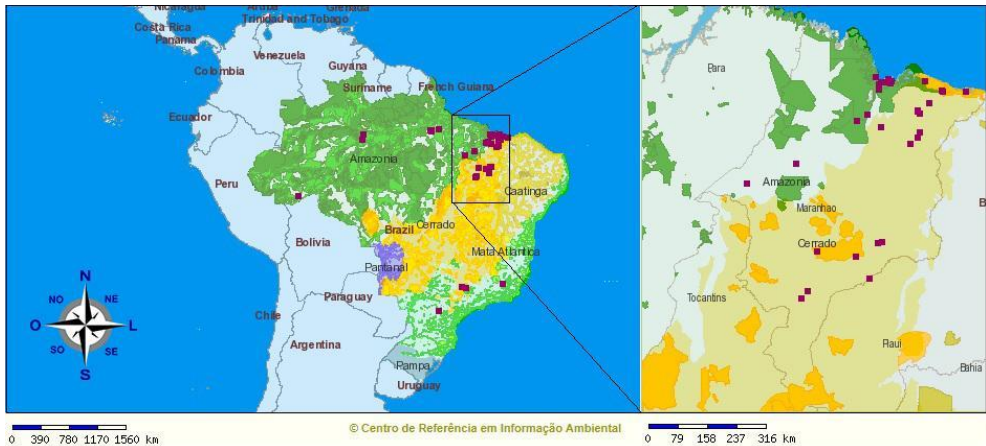 Nicaragua
Aruba
Grenada
Costa Rica
Trinidad and Tobago
Panama
Venezuela
Guyana
Colombia
Suriname
French Guiana
Ecuador
Amazonia
Peru
Caatinga
Cerrado
Brazil
Bolivia
Mata Atlantica
Pantanal
Paraguay
Chile
Argentina
Pampa
Uruguay
N
NO NE
O L
SO SE
S
Para
Amazonia
Maranhao
Cerrado
Tocantins
Piaui
Bahia
B
0 390 780 1170 1560 km
© Centro de Referência em Informação Ambiental
0 79 158 237 316 km